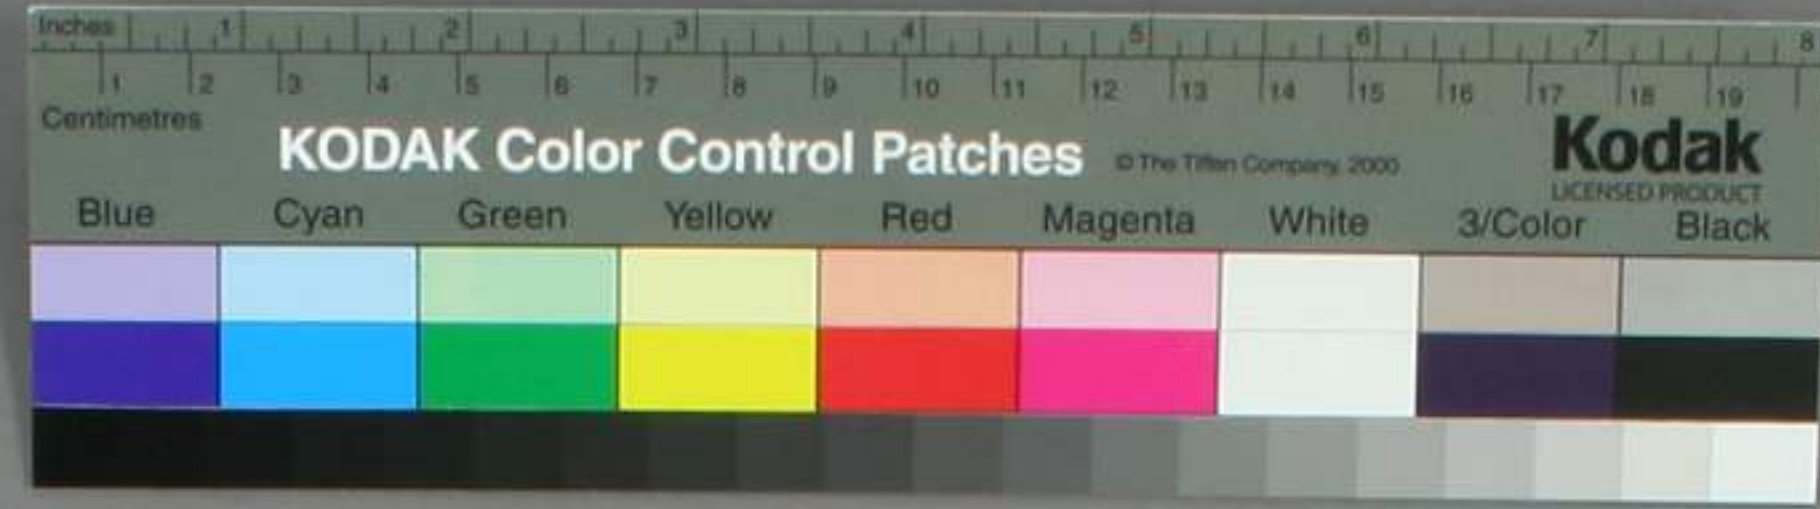 Inches 1 2 3 4 5 6 7 8
1 2 3 4 5 6 7 8 9 10 11 12 13 14 15 16 17 18 19
Centimetres
KODAK Color Control Patches © The Tiffen Company, 2000 Kodak
LICENSED PRODUCT
Blue Cyan Green Yellow Red Magenta White 3/Color Black